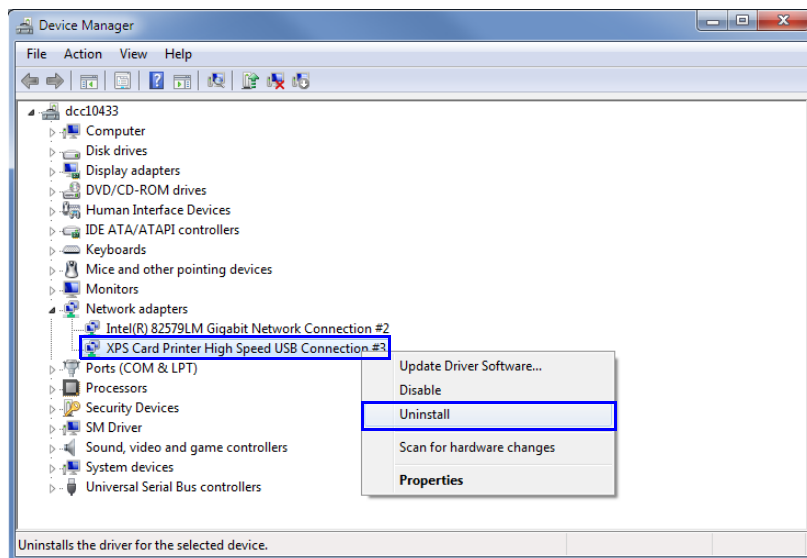 Device Manager
File Action View Help
dcc10433
Computer
Disk drives
Display adapters
DVD/CD-ROM drives
Human Interface Devices
IDE ATA/ATAPI controllers
Keyboards
Mice and other pointing devices
Monitors
Network adapters
Intel(R) 82579LM Gigabit Network Connection #2
XPS Card Printer High Speed USB Connection #3
Ports (COM & LPT)
Processors
Security Devices
SM Driver
Sound, video and game controllers
System devices
Universal Serial Bus controllers
Update Driver Software...
Disable
Uninstall
Scan for hardware changes
Properties
Uninstalls the driver for the selected device.